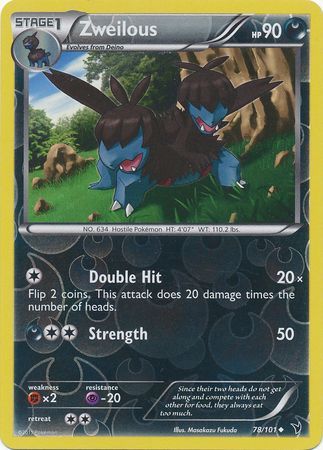 STAGE1
Zweilous
HP 90
Evolves from Deino
NO. 634 Hostile Pokémon HT: 4'07" WT: 110.2 lbs.
Double Hit 20×
Flip 2 coins. This attack does 20 damage times the
number of heads.
Strength 50
weakness
×2
resistance
-20
retreat
Since their two heads do not get
along and compete with each
other for food, they always eat
too much.
Illus. Masakazu Fukuda
78/101
©2011 Pokémon